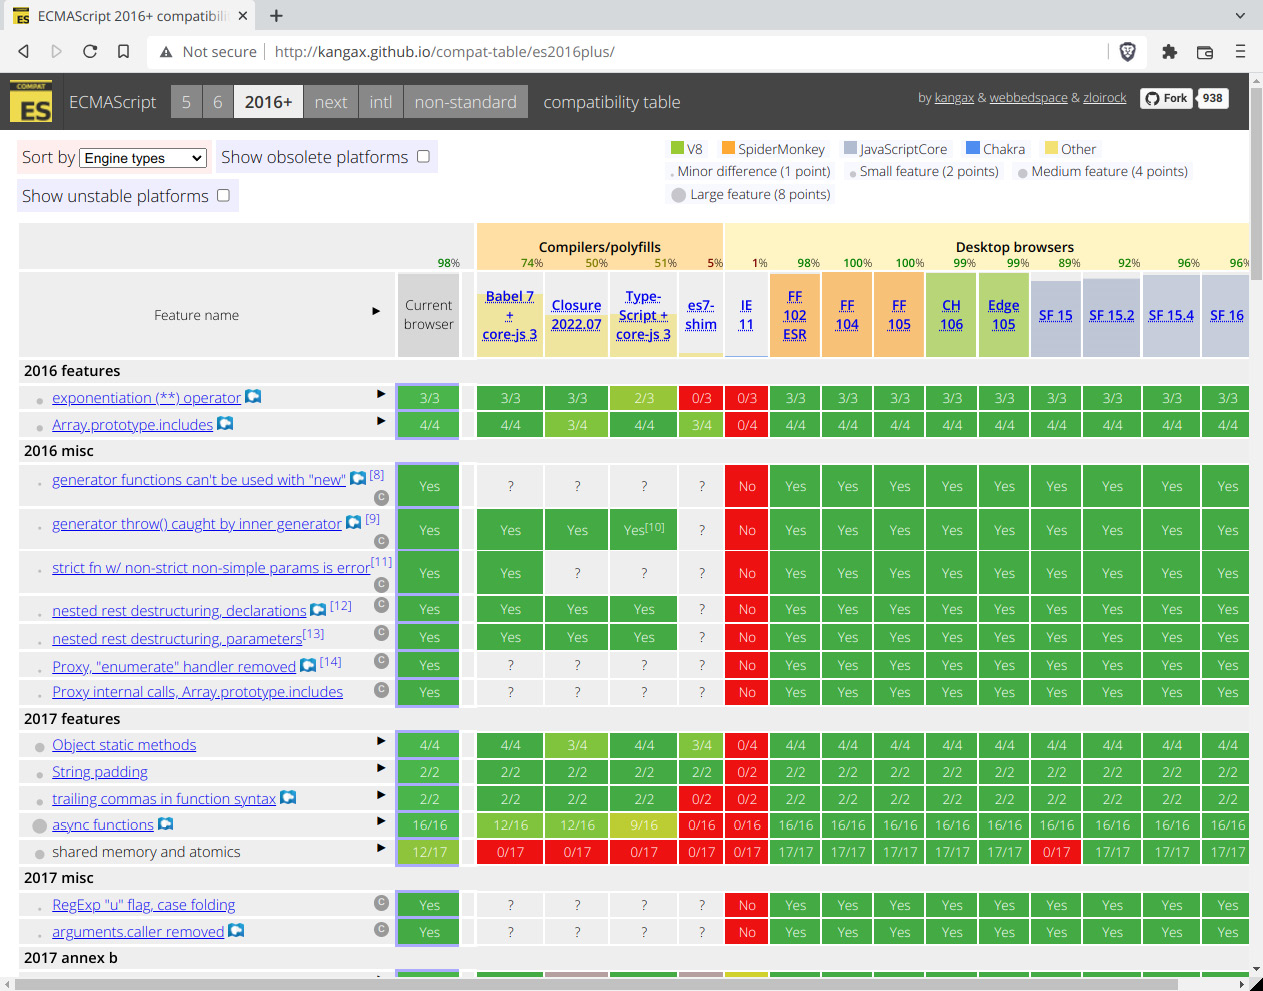 ECMAScript 2016+ compatibili
Not secure http://kangax.github.io/compat-table/es2016plus/
COMPAT ES ECMAScript 5 6 2016+ next intl non-standard compatibility table by kangax & webbedspace & zloirock Fork 938
Sort by Engine types Show obsolete platforms
Show unstable platforms
V8 SpiderMonkey JavaScriptCore Chakra Other
Minor difference (1 point) Small feature (2 points) Medium feature (4 points)
Large feature (8 points)
Compilers/polyfills Desktop browsers
98% 74% 50% 51% 5% 1% 98% 100% 100% 99% 99% 89% 92% 96% 96%
Feature name Current browser Babel 7 + core-js 3 Closure 2022.07 Type-Script + core-js 3 es7-shim IE 11 FF 102 ESR FF 104 FF 105 CH 106 Edge 105 SF 15 SF 15.2 SF 15.4 SF 16
2016 features
exponentiation (**) operator 3/3 3/3 3/3 2/3 0/3 0/3 3/3 3/3 3/3 3/3 3/3 3/3 3/3 3/3 3/3
Array.prototype.includes 4/4 4/4 3/4 4/4 3/4 0/4 4/4 4/4 4/4 4/4 4/4 4/4 4/4 4/4 4/4
2016 misc
generator functions can't be used with "new" [8] C Yes ? ? ? ? No Yes Yes Yes Yes Yes Yes Yes Yes Yes
generator throw() caught by inner generator [9] C Yes Yes Yes Yes[10] ? No Yes Yes Yes Yes Yes Yes Yes Yes Yes
strict fn w/ non-strict non-simple params is error[11] C Yes Yes ? ? ? No Yes Yes Yes Yes Yes Yes Yes Yes Yes
nested rest destructuring, declarations [12] C Yes Yes Yes Yes ? No Yes Yes Yes Yes Yes Yes Yes Yes Yes
nested rest destructuring, parameters[13] C Yes Yes Yes Yes ? No Yes Yes Yes Yes Yes Yes Yes Yes Yes
Proxy, "enumerate" handler removed [14] C Yes ? ? ? ? No Yes Yes Yes Yes Yes Yes Yes Yes Yes
Proxy internal calls, Array.prototype.includes C Yes ? ? ? ? No Yes Yes Yes Yes Yes Yes Yes Yes Yes
2017 features
Object static methods 4/4 4/4 3/4 4/4 3/4 0/4 4/4 4/4 4/4 4/4 4/4 4/4 4/4 4/4 4/4
String padding 2/2 2/2 2/2 2/2 2/2 0/2 2/2 2/2 2/2 2/2 2/2 2/2 2/2 2/2 2/2
trailing commas in function syntax 2/2 2/2 2/2 2/2 0/2 0/2 2/2 2/2 2/2 2/2 2/2 2/2 2/2 2/2 2/2
async functions 16/16 12/16 12/16 9/16 0/16 0/16 16/16 16/16 16/16 16/16 16/16 16/16 16/16 16/16 16/16
shared memory and atomics 12/17 0/17 0/17 0/17 0/17 0/17 17/17 17/17 17/17 17/17 17/17 0/17 17/17 17/17 17/17
2017 misc
RegExp "u" flag, case folding C Yes ? ? ? ? No Yes Yes Yes Yes Yes Yes Yes Yes Yes
arguments.caller removed C Yes ? ? ? ? No Yes Yes Yes Yes Yes Yes Yes Yes Yes
2017 annex b